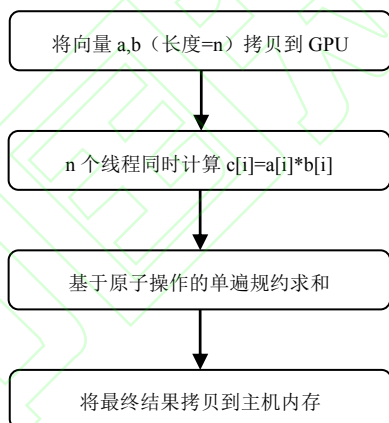 将向量 a,b（长度=n）拷贝到 GPU
n 个线程同时计算 c[i]=a[i]*b[i]
基于原子操作的单遍规约求和
将最终结果拷贝到主机内存